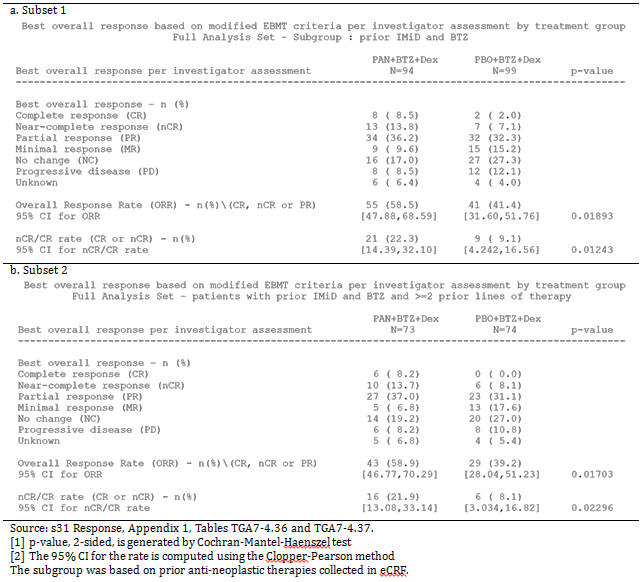 a. Subset 1
Best overall response based on modified EBMT criteria per investigator assessment by treatment group
Full Analysis Set - Subgroup : prior IMiD and BTZ
PAN+BTZ+Dex PBO+BTZ+Dex
Best overall response per investigator assessment N=94 N=99 p-value
Best overall response - n (%)
Complete response (CR) 8 ( 8.5) 2 ( 2.0)
Near-complete response (nCR) 13 (13.8) 7 ( 7.1)
Partial response (PR) 34 (36.2) 32 (32.3)
Minimal response (MR) 9 ( 9.6) 15 (15.2)
No change (NC) 16 (17.0) 27 (27.3)
Progressive disease (PD) 8 ( 8.5) 12 (12.1)
Unknown 6 ( 6.4) 4 ( 4.0)
Overall Response Rate (ORR) - n(%)\(CR, nCR or PR) 55 (58.5) 41 (41.4)
95% CI for ORR [47.88,68.59] [31.60,51.76] 0.01893
nCR/CR rate (CR or nCR) - n(%) 21 (22.3) 9 ( 9.1)
95% CI for nCR/CR rate [14.39,32.10] [4.242,16.56] 0.01243
b. Subset 2
Best overall response based on modified EBMT criteria per investigator assessment by treatment group
Full Analysis Set - patients with prior IMiD and BTZ and >=2 prior lines of therapy
PAN+BTZ+Dex PBO+BTZ+Dex
Best overall response per investigator assessment N=73 N=74 p-value
Best overall response - n (%)
Complete response (CR) 6 ( 8.2) 0 ( 0.0)
Near-complete response (nCR) 10 (13.7) 6 ( 8.1)
Partial response (PR) 27 (37.0) 23 (31.1)
Minimal response (MR) 5 ( 6.8) 13 (17.6)
No change (NC) 14 (19.2) 20 (27.0)
Progressive disease (PD) 6 ( 8.2) 8 (10.8)
Unknown 5 ( 6.8) 4 ( 5.4)
Overall Response Rate (ORR) - n(%)\(CR, nCR or PR) 43 (58.9) 29 (39.2)
95% CI for ORR [46.77,70.29] [28.04,51.23] 0.01703
nCR/CR rate (CR or nCR) - n(%) 16 (21.9) 6 ( 8.1)
95% CI for nCR/CR rate [13.08,33.14] [3.034,16.82] 0.02296
Source: s31 Response, Appendix 1, Tables TGA7-4.36 and TGA7-4.37.
[1] p-value, 2-sided, is generated by Cochran-Mantel-Haenszel test
[2] The 95% CI for the rate is computed using the Clopper-Pearson method
The subgroup was based on prior anti-neoplastic therapies collected in eCRF.